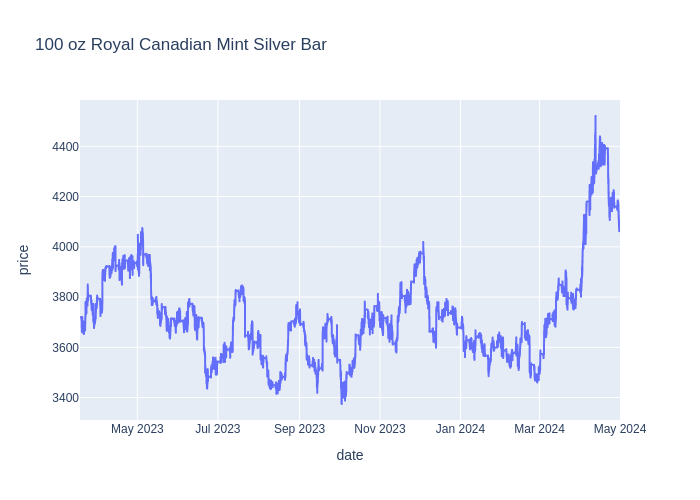 100 oz Royal Canadian Mint Silver Bar
price
4400
4200
4000
3800
3600
3400
May 2023 Jul 2023 Sep 2023 Nov 2023 Jan 2024 Mar 2024 May 2024
date